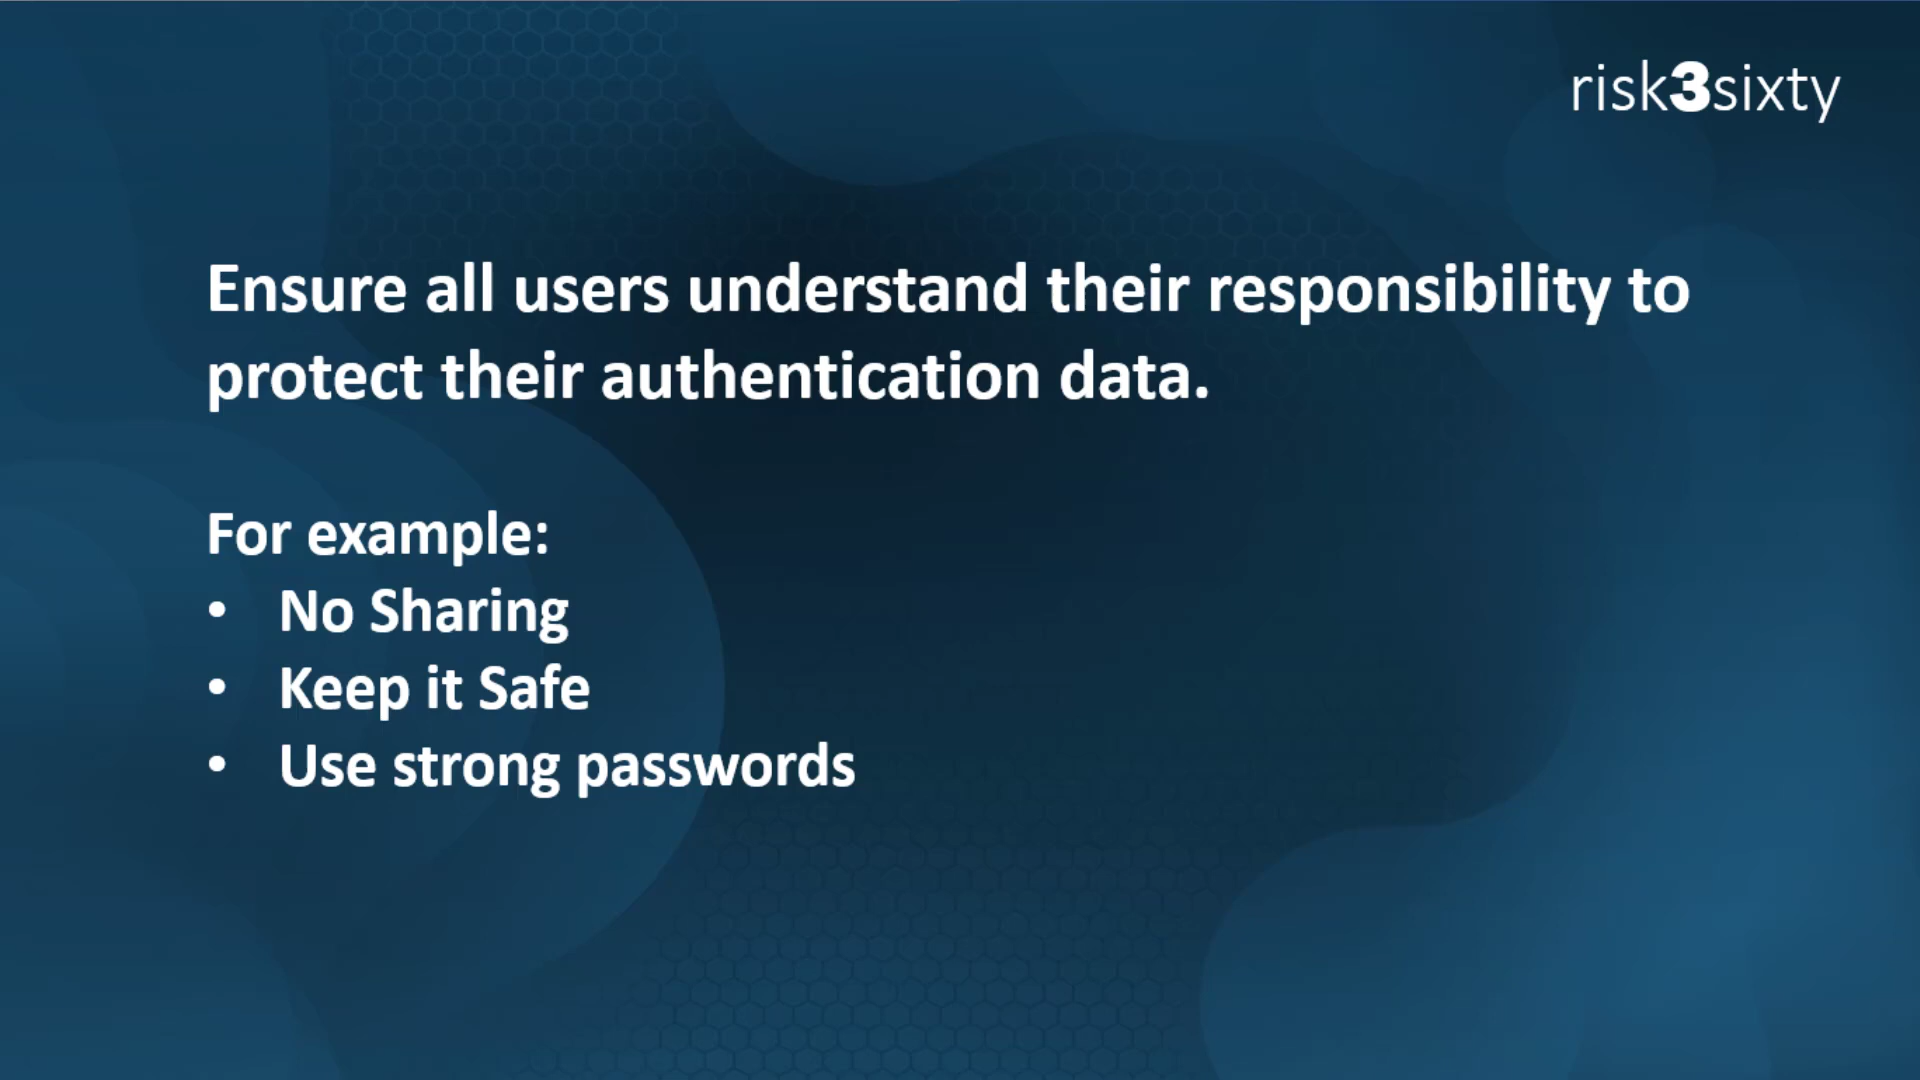 risk3sixty
Ensure all users understand their responsibility to
protect their authentication data.
For example:
• No Sharing
• Keep it Safe
• Use strong passwords